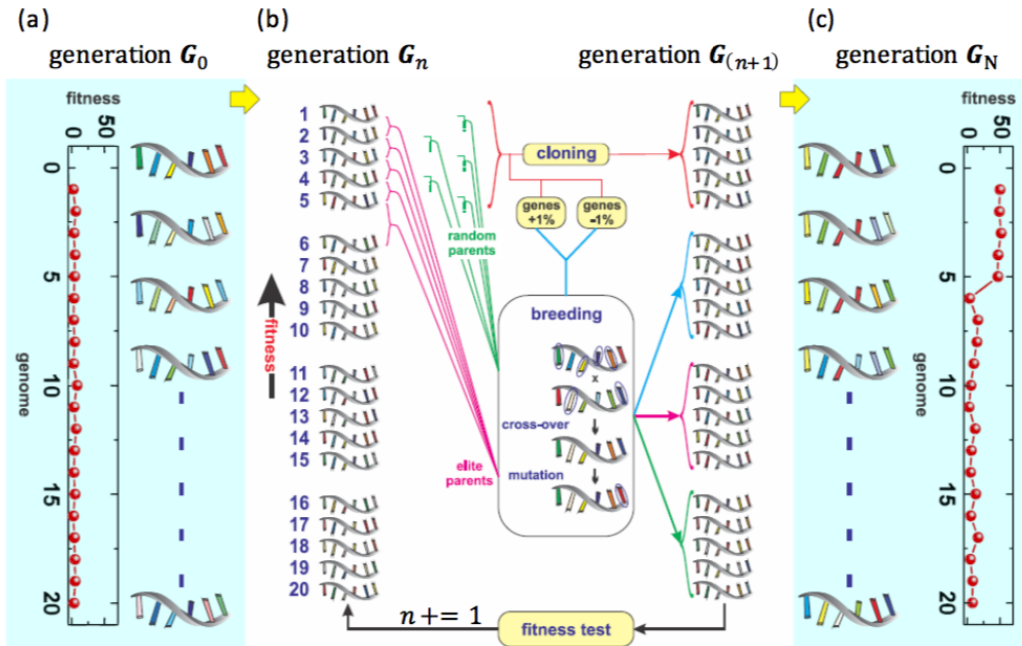 (a)
generation G₀
fitness
0
50
0
5
10
15
20
genome
(b)
generation Gₙ
generation G₍ₙ₊₁₎
1
2
3
4
5
6
7
8
9
10
11
12
13
14
15
16
17
18
19
20
fitness
random
parents
elite
parents
cloning
genes
+1%
genes
-1%
breeding
x
cross-over
mutation
n += 1
fitness test
(c)
generation G_N
fitness
0
50
0
5
10
15
20
genome